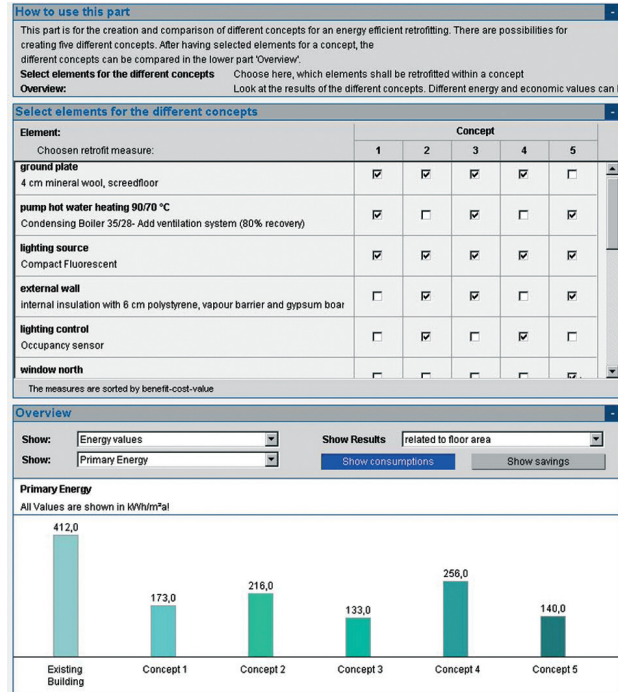 How to use this part
This part is for the creation and comparison of different concepts for an energy efficient retrofitting. There are possibilities for
creating five different concepts. After having selected elements for a concept, the
different concepts can be compared in the lower part 'Overview'.
Select elements for the different concepts Choose here, which elements shall be retrofitted within a concept
Overview: Look at the results of the different concepts. Different energy and economic values can
Select elements for the different concepts
Element: Concept
Choosen retrofit measure: 1 2 3 4 5
ground plate
4 cm mineral wool, screedfloor
pump hot water heating 90/70 °C
Condensing Boiler 35/28- Add ventilation system (80% recovery)
lighting source
Compact Fluorescent
external wall
internal insulation with 6 cm polystyrene, vapour barrier and gypsum boar
lighting control
Occupancy sensor
window north
The measures are sorted by benefit-cost-value
Overview
Show: Energy values Show Results related to floor area
Show: Primary Energy Show consumptions Show savings
Primary Energy
All Values are shown in kWh/m²a!
412,0
173,0
216,0
133,0
256,0
140,0
Existing Building
Concept 1
Concept 2
Concept 3
Concept 4
Concept 5